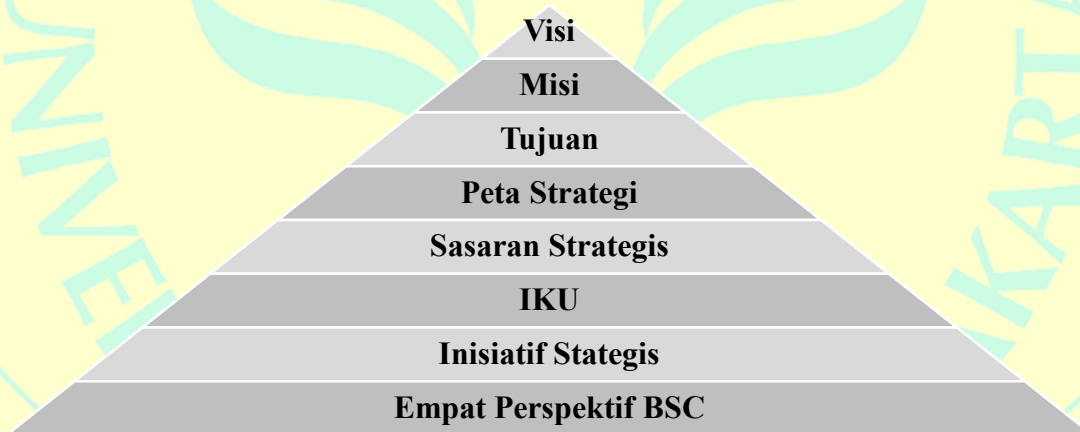 Visi
Misi
Tujuan
Peta Strategi
Sasaran Strategis
IKU
Inisiatif Stategis
Empat Perspektif BSC